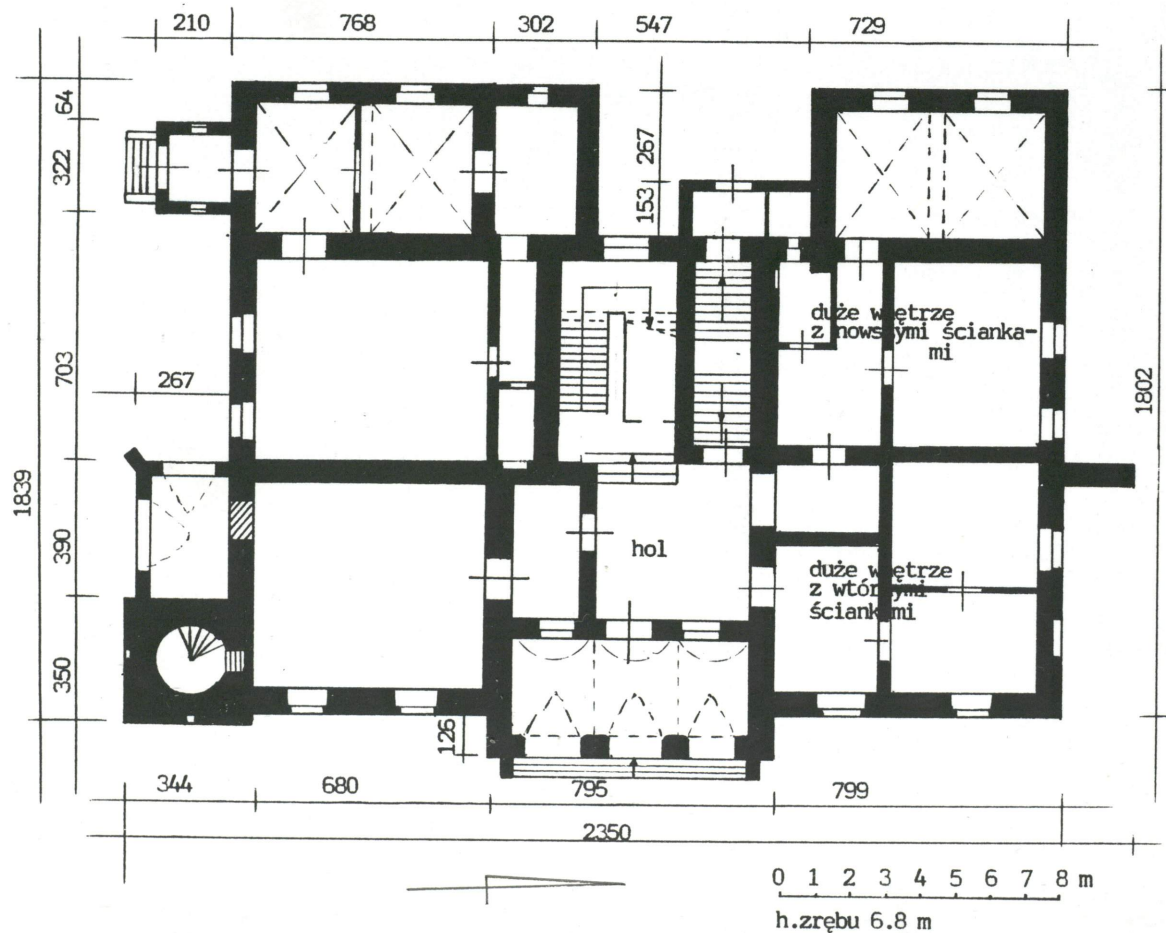 210
768
302
547
729
64
322
703
1839
390
350
267
267
153
1802
duże wnętrze
z nowszymi ścianka-
mi
hol
duże wnętrze
z wtórnymi
ściankami
126
344
680
795
799
2350
0 1 2 3 4 5 6 7 8 m
h.zrębu 6.8 m